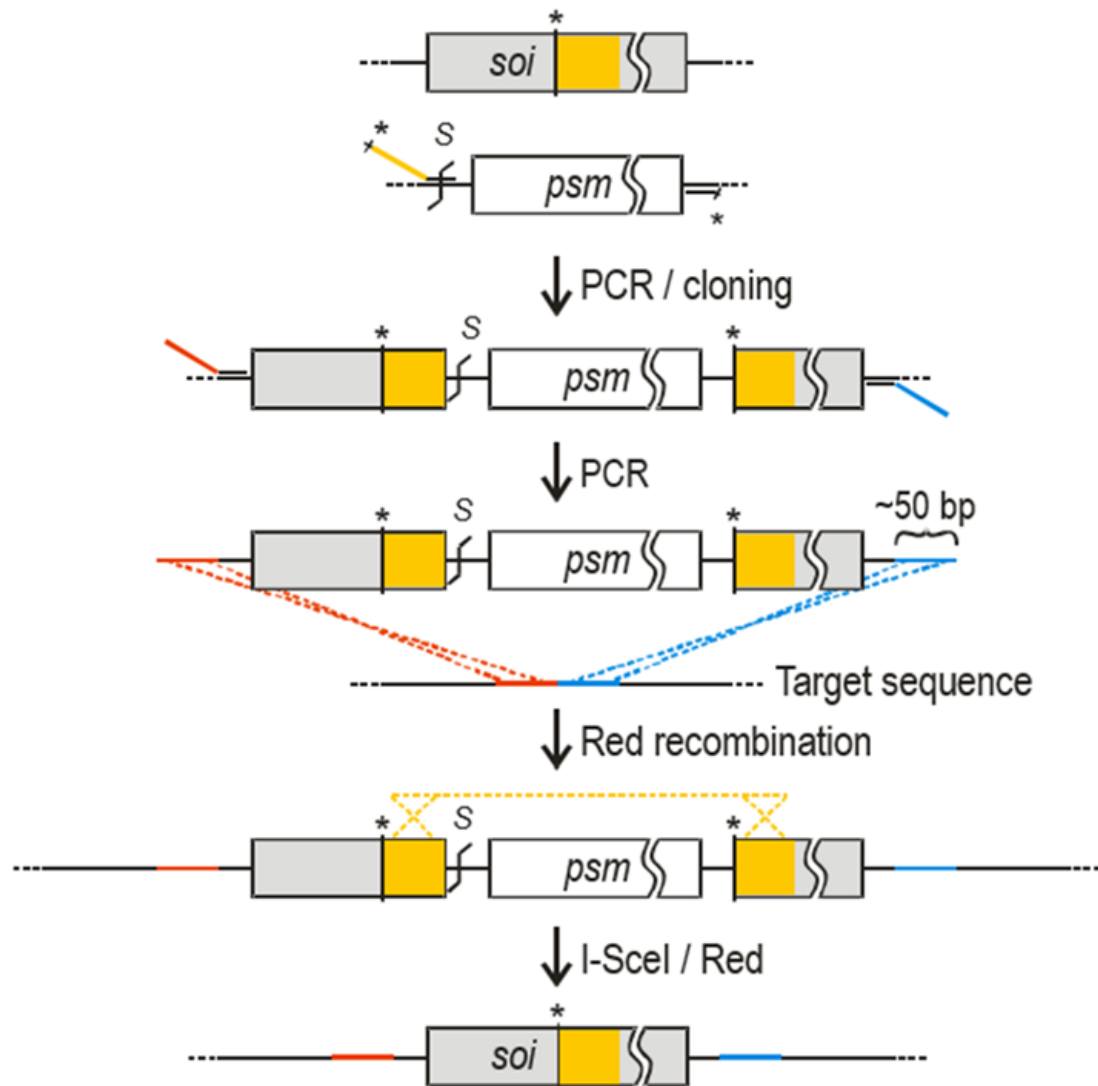 *
soi
* S
psm
*
PCR / cloning
* S *
psm
PCR
* S * ~50 bp
psm
Target sequence
Red recombination
* S *
psm
I-SceI / Red
*
soi